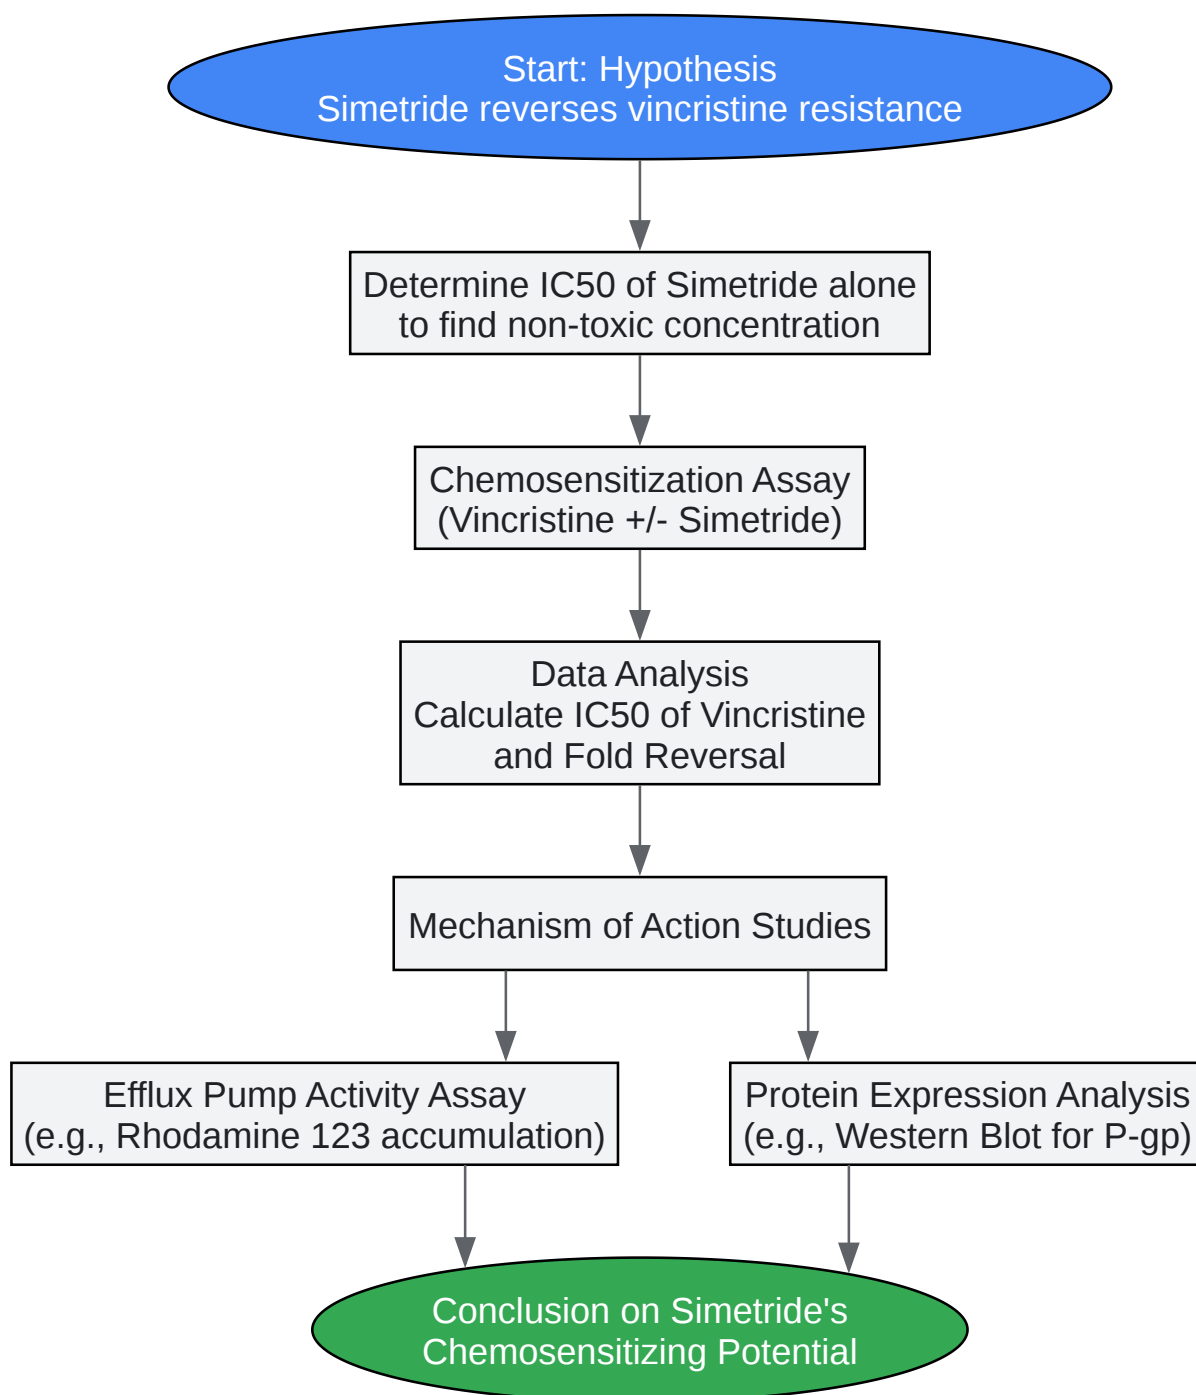 Start: Hypothesis
Simetride reverses vincristine resistance
Determine IC50 of Simetride alone
to find non-toxic concentration
Chemosensitization Assay
(Vincristine +/- Simetride)
Data Analysis
Calculate IC50 of Vincristine
and Fold Reversal
Mechanism of Action Studies
Efflux Pump Activity Assay
(e.g., Rhodamine 123 accumulation)
Protein Expression Analysis
(e.g., Western Blot for P-gp)
Conclusion on Simetride's
Chemosensitizing Potential